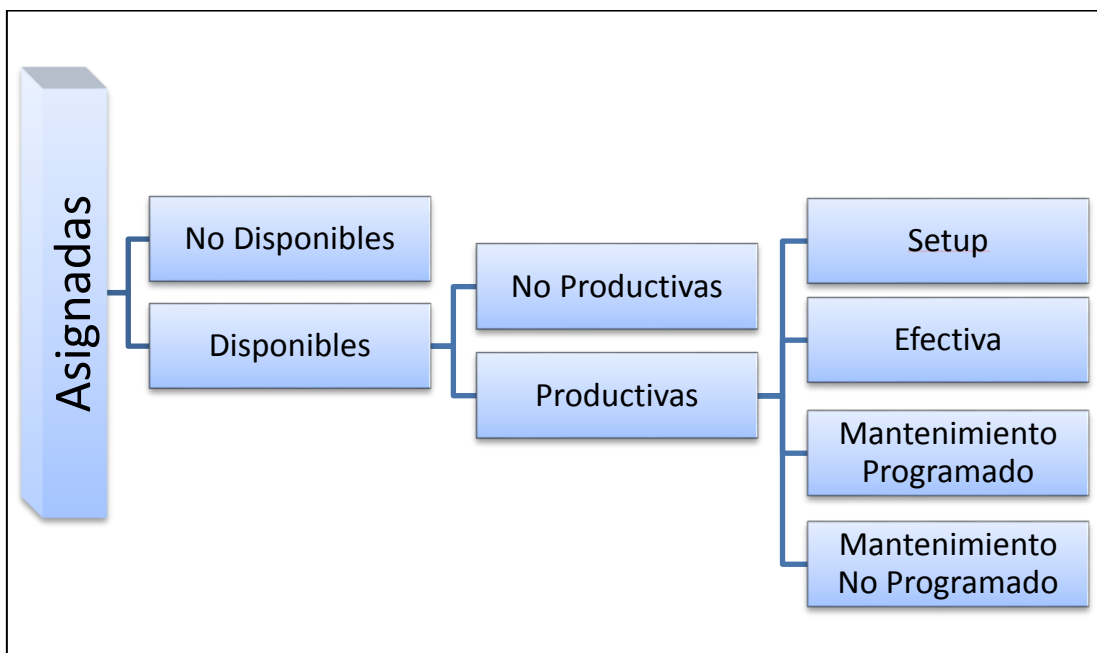 Asignadas
No Disponibles
Disponibles
No Productivas
Productivas
Setup
Efectiva
Mantenimiento
Programado
Mantenimiento
No Programado